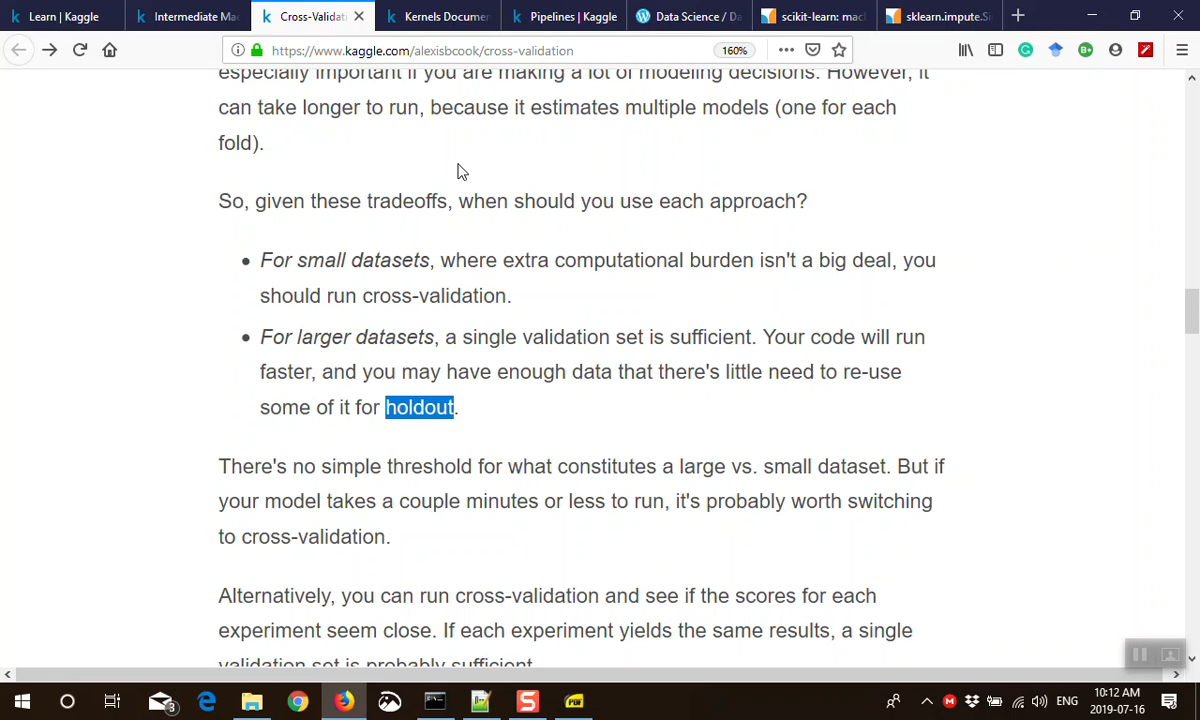 Learn | Kaggle
Intermediate Mac
Cross-Validati
Kernels Docume
Pipelines | Kaggle
Data Science / Da
scikit-learn: mac
sklearn.impute.Si
https://www.kaggle.com/alexisbcook/cross-validation
160%
especially important if you are making a lot of modeling decisions. However, it
can take longer to run, because it estimates multiple models (one for each
fold).
So, given these tradeoffs, when should you use each approach?
• For small datasets, where extra computational burden isn't a big deal, you
should run cross-validation.
• For larger datasets, a single validation set is sufficient. Your code will run
faster, and you may have enough data that there's little need to re-use
some of it for holdout.
There's no simple threshold for what constitutes a large vs. small dataset. But if
your model takes a couple minutes or less to run, it's probably worth switching
to cross-validation.
Alternatively, you can run cross-validation and see if the scores for each
experiment seem close. If each experiment yields the same results, a single
validation set is probably sufficient.
3
ENG
10:12 AM
2019-07-16